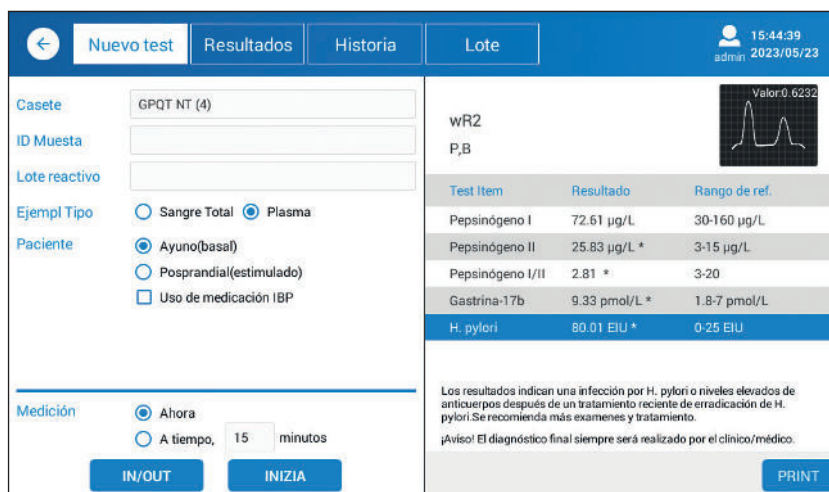 Nuevo test
Resultados
Historia
Lote
15:44:39
admin 2023/05/23
Casete GPQT NT (4)
ID Muesta
Lote reactivo
Ejempl Tipo Sangre Total Plasma
Paciente Ayuno(basal)
Posprandial(estimulado)
Uso de medicación IBP
Medición Ahora
A tiempo, 15 minutos
IN/OUT INIZIA
Valor:0.6232
wR2
P,B
Test Item Resultado Rango de ref.
Pepsinógeno I 72.61 µg/L 30-160 µg/L
Pepsinógeno II 25.83 µg/L * 3-15 µg/L
Pepsinógeno I/II 2.81 * 3-20
Gastrina-17b 9.33 pmol/L * 1.8-7 pmol/L
H. pylori 80.01 EIU * 0-25 EIU
Los resultados indican una infección por H. pylori o niveles elevados de
anticuerpos después de un tratamiento reciente de erradicación de H.
pylori.Se recomienda más examenes y tratamiento.
¡Aviso! El diagnóstico final siempre será realizado por el clínico/médico.
PRINT